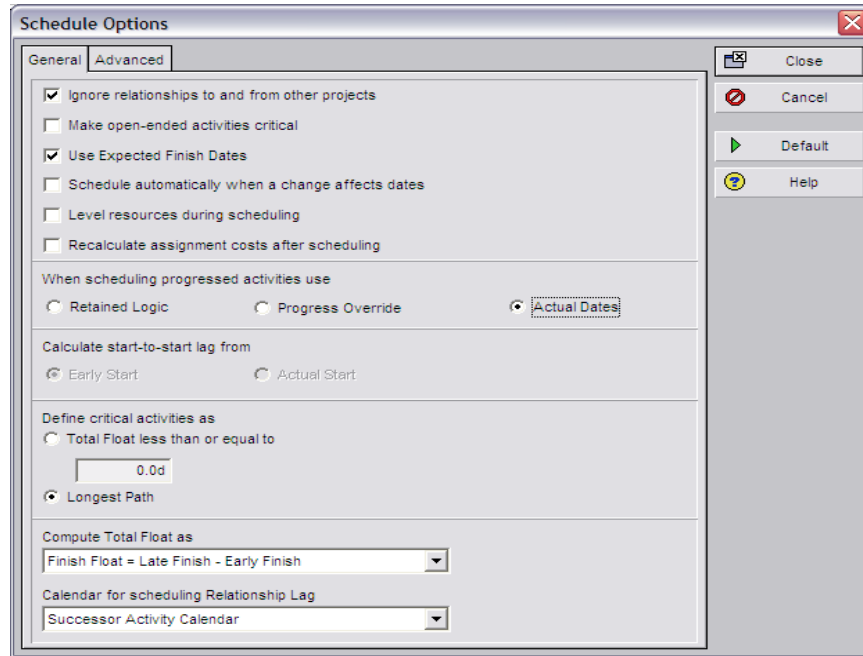 Schedule Options
General Advanced
Close
Cancel
Default
Help
Ignore relationships to and from other projects
Make open-ended activities critical
Use Expected Finish Dates
Schedule automatically when a change affects dates
Level resources during scheduling
Recalculate assignment costs after scheduling
When scheduling progressed activities use
Retained Logic Progress Override Actual Dates
Calculate start-to-start lag from
Early Start Actual Start
Define critical activities as
Total Float less than or equal to
0.0d
Longest Path
Compute Total Float as
Finish Float = Late Finish - Early Finish
Calendar for scheduling Relationship Lag
Successor Activity Calendar